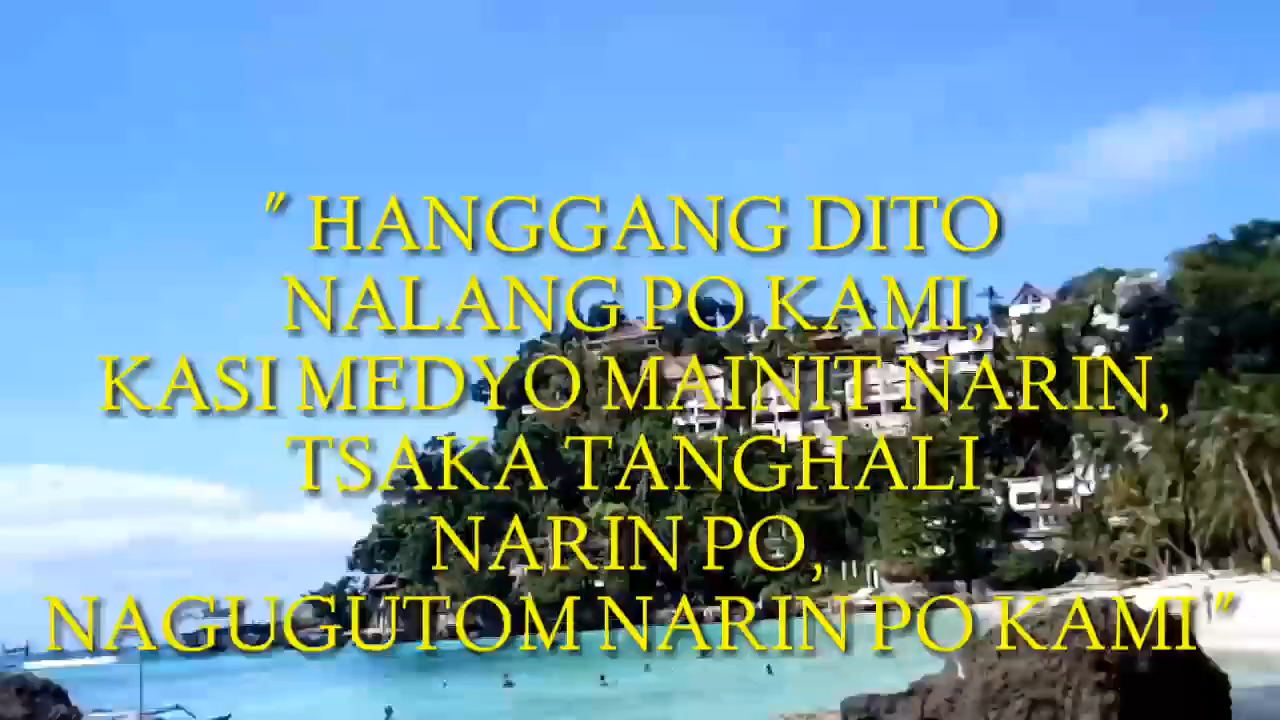 " HANGGANG DITO
NALANG PO KAMI,
KASI MEDYO MAINIT NARIN,
TSAKA TANGHALI
NARIN PO,
NAGUGUTOM NARIN PO KAMI "